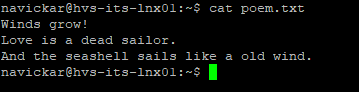 navickar@hvs-its-lnx01:~$ cat poem.txt
Winds grow!
Love is a dead sailor.
And the seashell sails like a old wind.
navickar@hvs-its-lnx01:~$